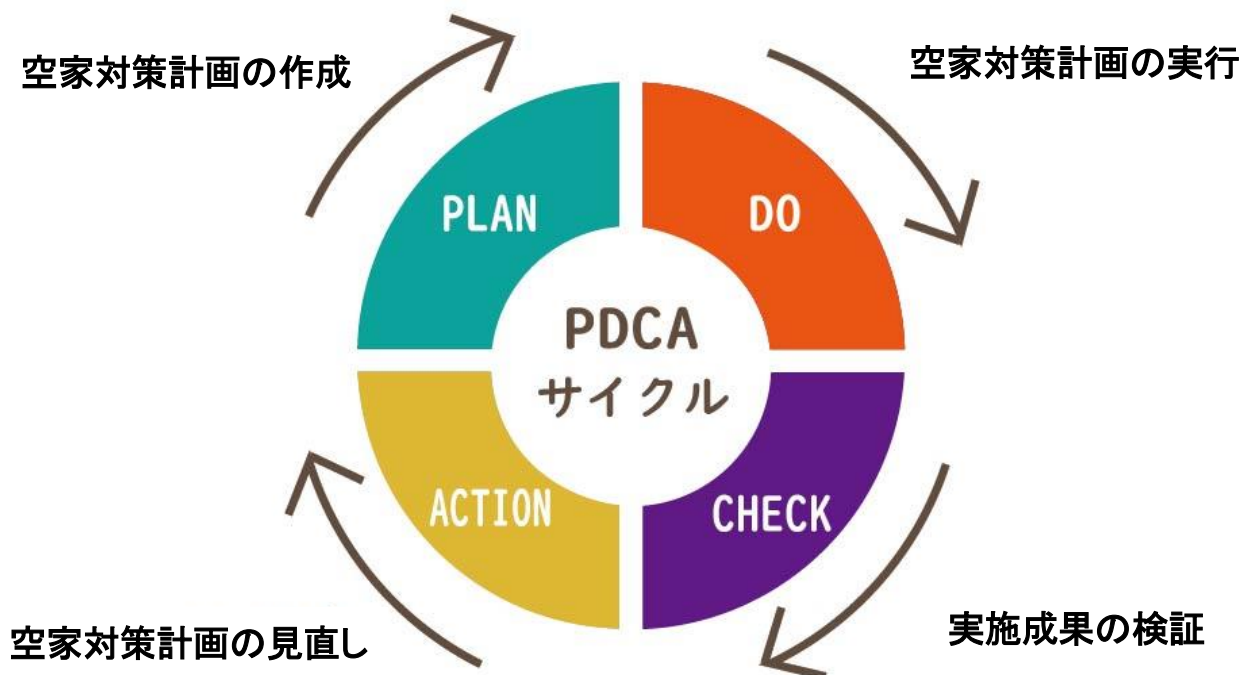 空家対策計画の作成
空家対策計画の実行
PLAN
DO
PDCA
サイクル
ACTION
CHECK
空家対策計画の見直し
実施成果の検証